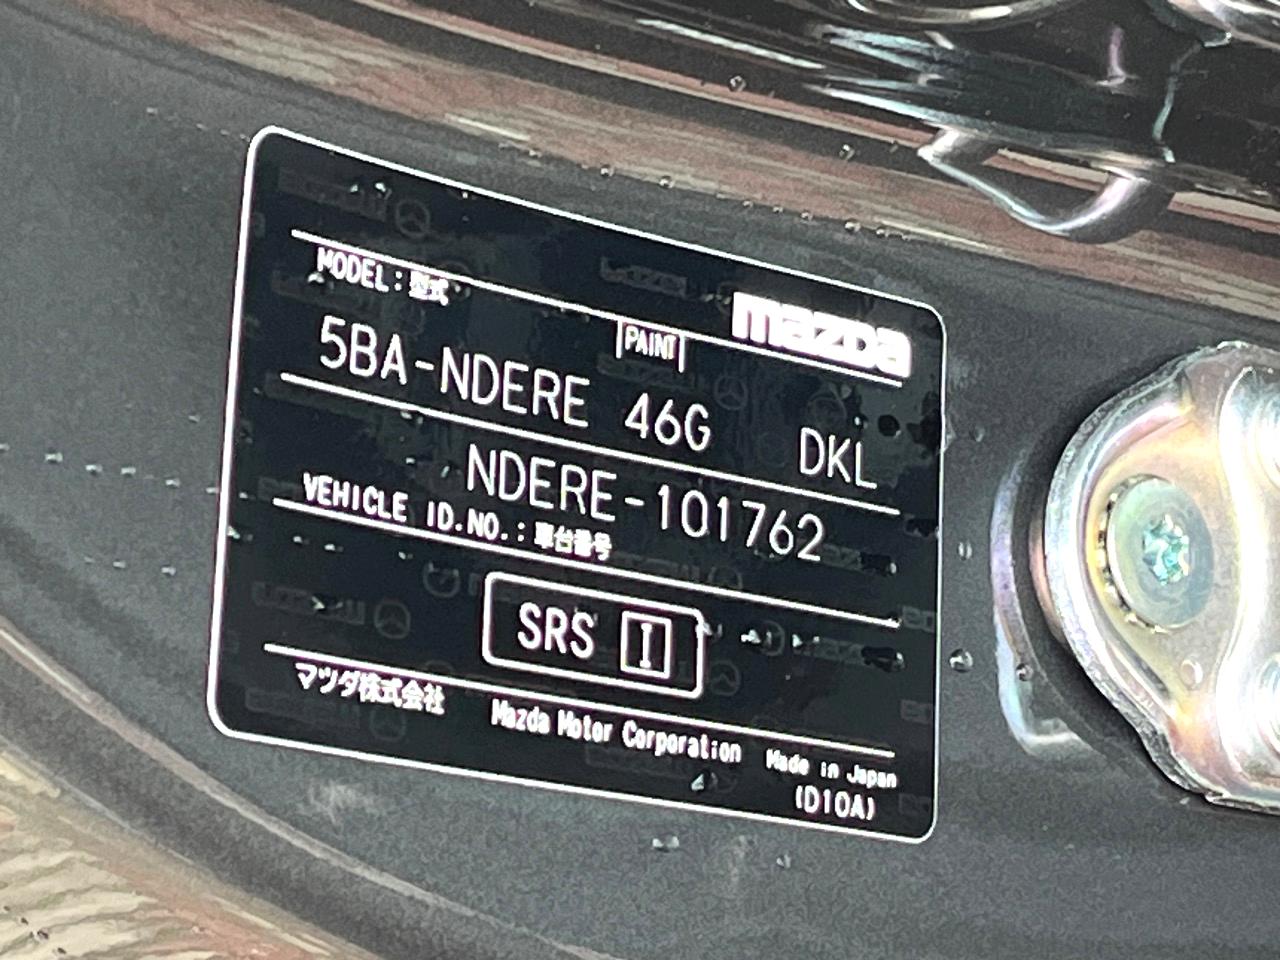 mazda
MODEL：型式
PAINT
5BA-NDERE 46G DKL
NDERE-101762
VEHICLE ID.NO.：車台番号
SRS I
マツダ株式会社 Mazda Motor Corporation Made in Japan
(D10A)